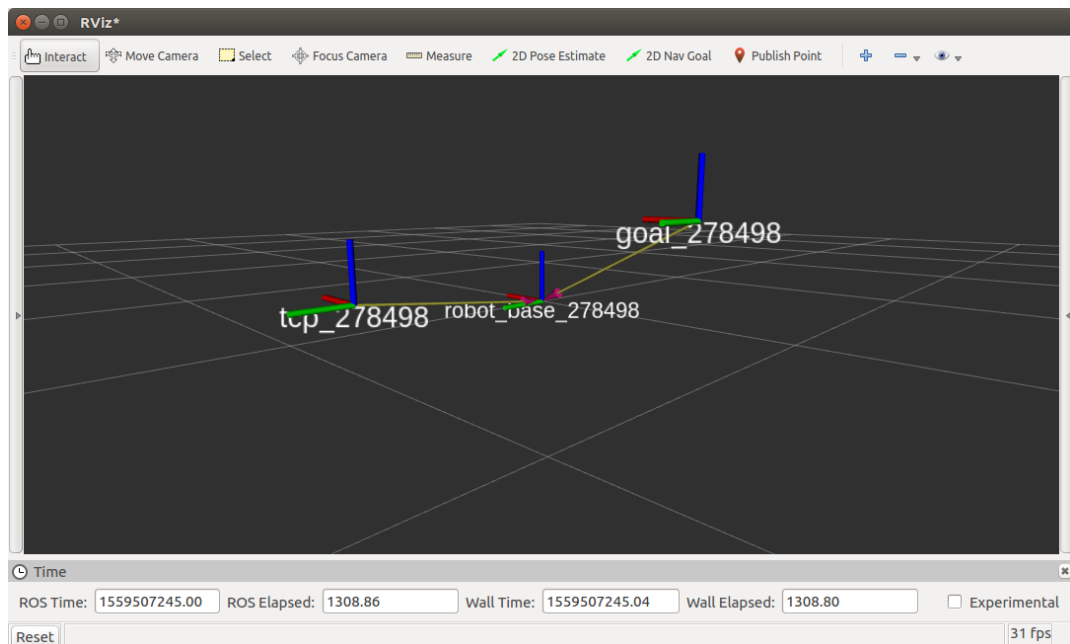 RViz*
Interact Move Camera Select Focus Camera Measure 2D Pose Estimate 2D Nav Goal Publish Point
goal_278498
tcp_278498 robot_base_278498
Time
ROS Time: 1559507245.00 ROS Elapsed: 1308.86 Wall Time: 1559507245.04 Wall Elapsed: 1308.80 Experimental
Reset 31 fps